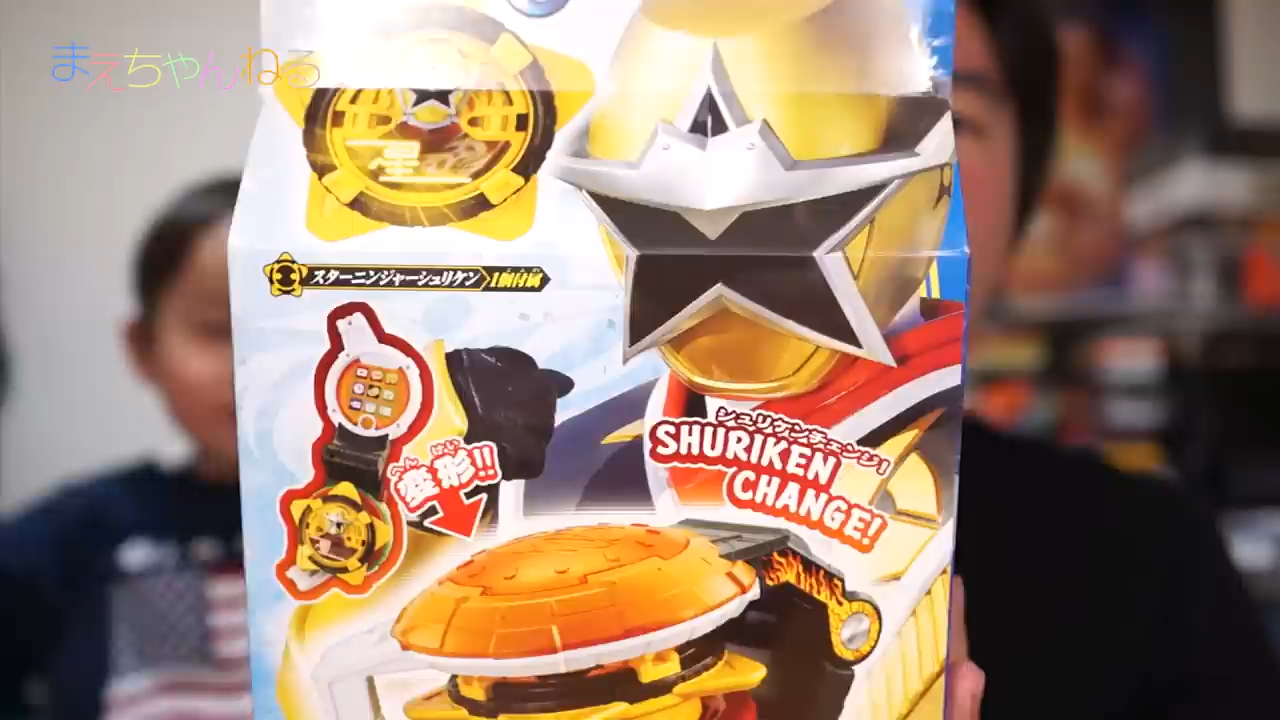 まえちゃんねる
星
スターニンジャーシュリケン 1個付属
シュリケンチェンジ!
SHURIKEN
CHANGE!
へんけい
変形!!